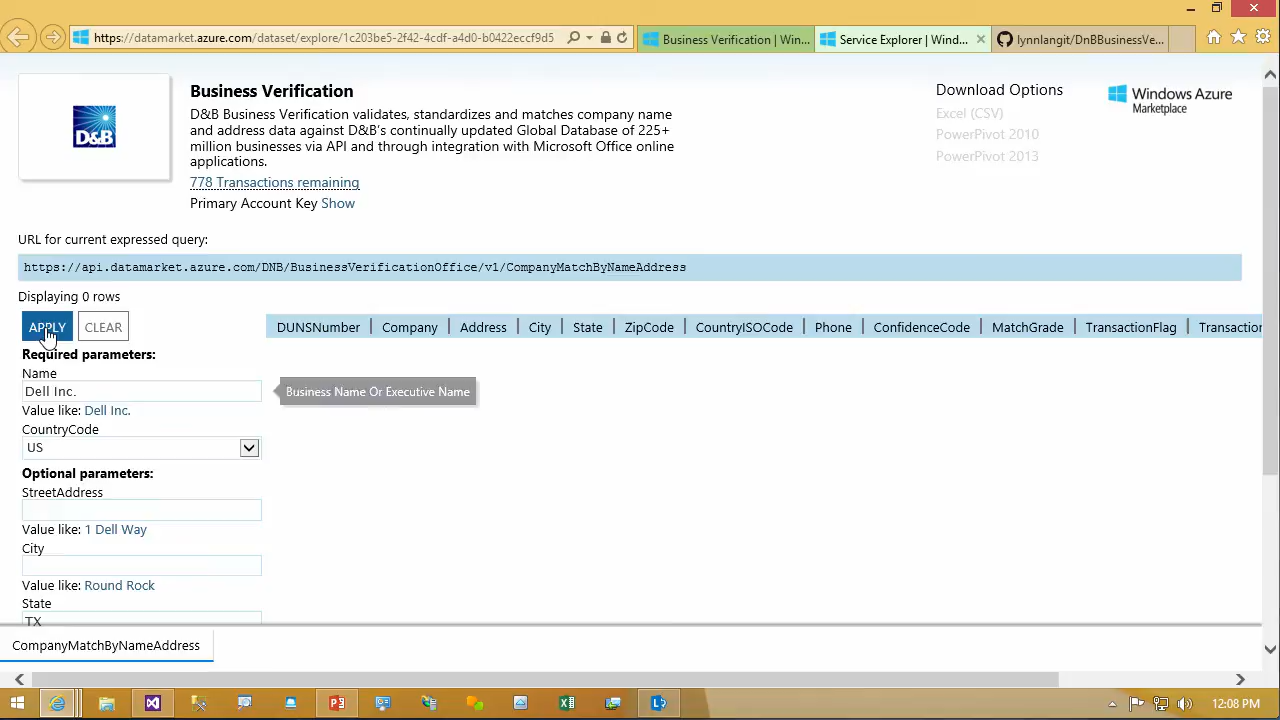 https://datamarket.azure.com/dataset/explore/1c203be5-2f42-4cdf-a4d0-b0422eccf9d5
Business Verification | Win...
Service Explorer | Wind...
lynnlangit/DnBBusinessVe...
D&B
Business Verification
D&B Business Verification validates, standardizes and matches company name
and address data against D&B's continually updated Global Database of 225+
million businesses via API and through integration with Microsoft Office online
applications.
778 Transactions remaining
Primary Account Key Show
Download Options
Excel (CSV)
PowerPivot 2010
PowerPivot 2013
Windows Azure
Marketplace
URL for current expressed query:
https://api.datamarket.azure.com/DNB/BusinessVerificationOffice/v1/CompanyMatchByNameAddress
Displaying 0 rows
APPLY CLEAR
DUNSNumber Company Address City State ZipCode CountryISOCode Phone ConfidenceCode MatchGrade TransactionFlag Transaction
Required parameters:
Name
Dell Inc.
Business Name Or Executive Name
Value like: Dell Inc.
CountryCode
US
Optional parameters:
StreetAddress
Value like: 1 Dell Way
City
Value like: Round Rock
State
TX
CompanyMatchByNameAddress
12:08 PM